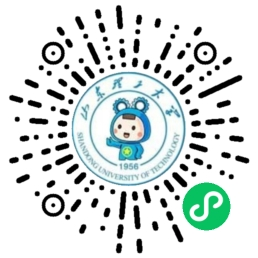 山东理工大学
SHANDONG UNIVERSITY OF TECHNOLOGY
1956